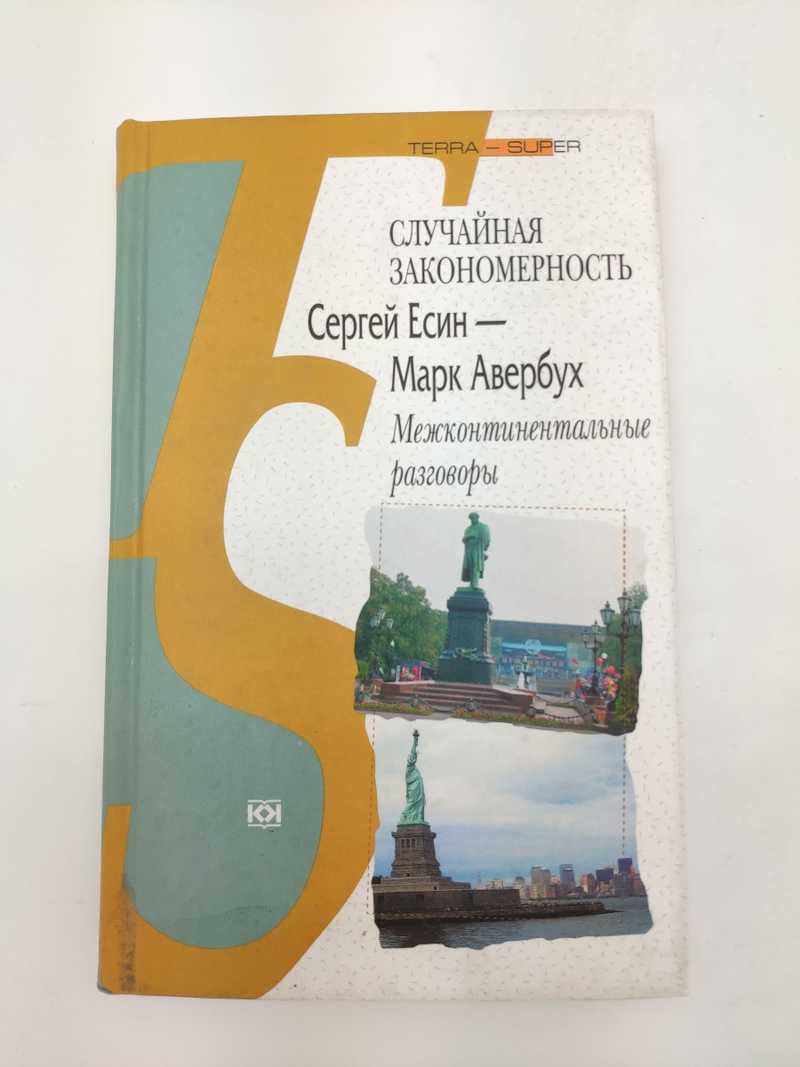 TERRA – SUPER
СЛУЧАЙНАЯ
ЗАКОНОМЕРНОСТЬ
Сергей Есин —
Марк Авербух
Межконтинентальные
разговоры